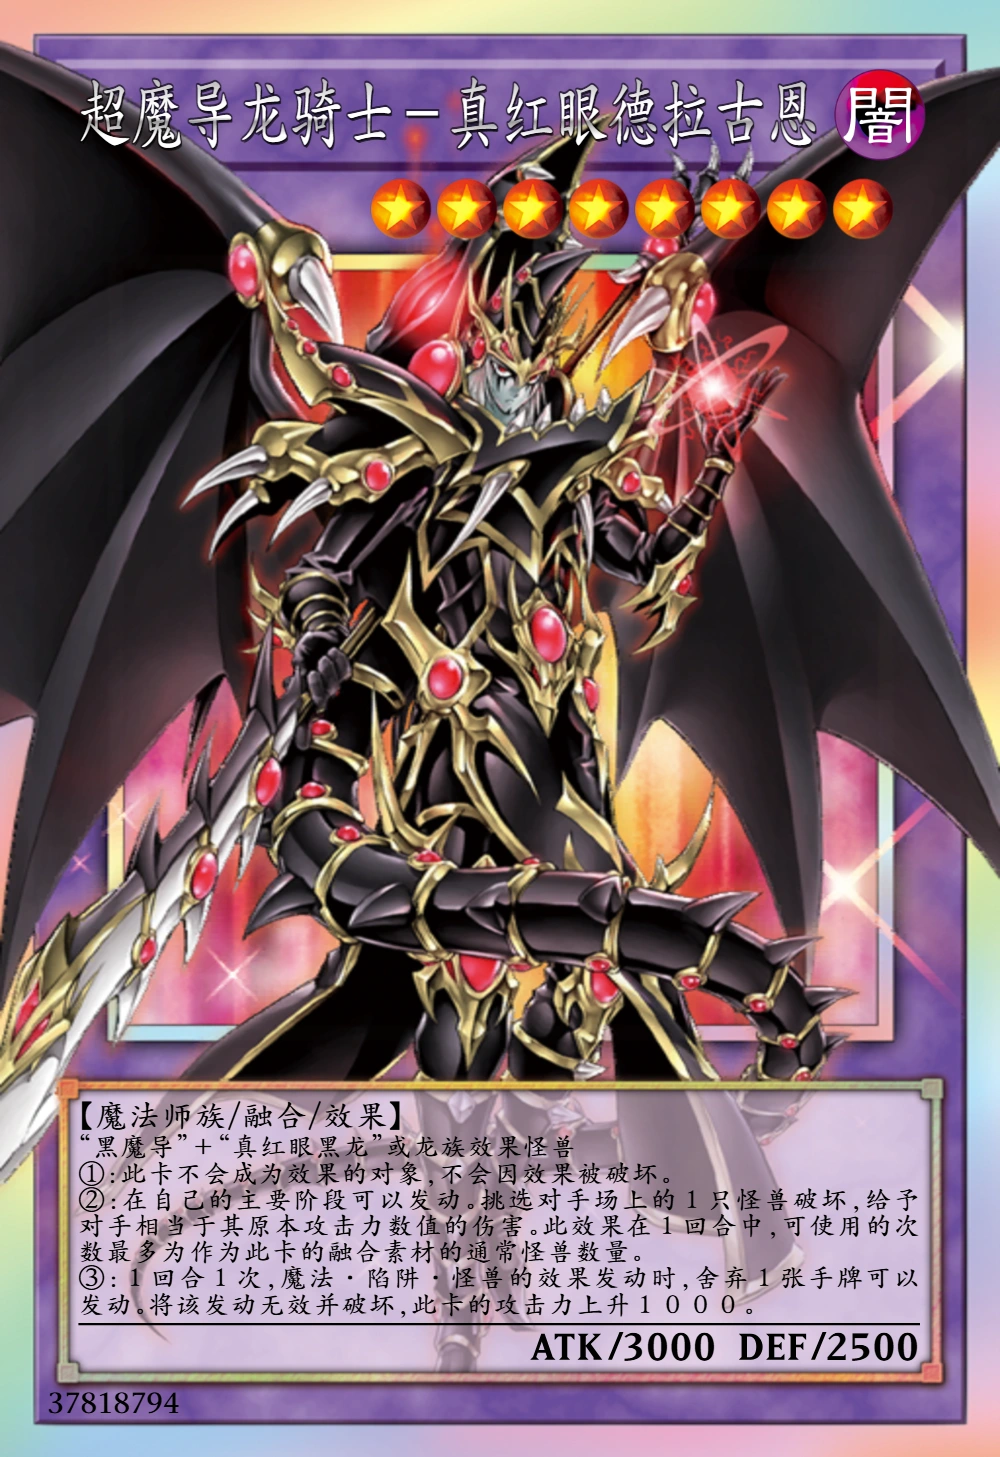 超魔导龙骑士－真红眼德拉古恩 闇
【魔法师族/融合/效果】
“黑魔导”＋“真红眼黑龙”或龙族效果怪兽
①:此卡不会成为效果的对象,不会因效果被破坏。
②:在自己的主要阶段可以发动。挑选对手场上的1只怪兽破坏,给予
对手相当于其原本攻击力数值的伤害。此效果在1回合中,可使用的次
数最多为作为此卡的融合素材的通常怪兽数量。
③:1回合1次,魔法·陷阱·怪兽的效果发动时,舍弃1张手牌可以
发动。将该发动无效并破坏,此卡的攻击力上升1000。
ATK/3000 DEF/2500
37818794